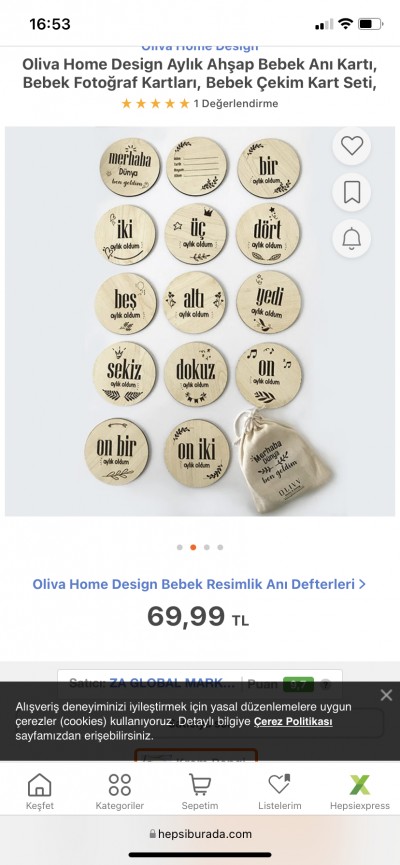 16:53
Oliva Home Design
Oliva Home Design Aylık Ahşap Bebek Anı Kartı,
Bebek Fotoğraf Kartları, Bebek Çekim Kart Seti,
1 Değerlendirme
merhaba
Dünya
ben geldim
bir
aylık oldum
iki
aylık oldum
üç
aylık oldum
dört
aylık oldum
beş
aylık oldum
altı
aylık oldum
yedi
aylık oldum
sekiz
aylık oldum
dokuz
aylık oldum
on
aylık oldum
on bir
aylık oldum
on iki
aylık oldum
Merhaba
Dünya
ben geldim
Oliva Home Design Bebek Resimlik Anı Defterleri >
69,99 TL
Satıcı: ZA GLOBAL MARK... Puan 9,7 ?
Alışveriş deneyiminizi iyileştirmek için yasal düzenlemelere uygun
çerezler (cookies) kullanıyoruz. Detaylı bilgiye Çerez Politikası
sayfamızdan erişebilirsiniz.
Keşfet
Kategoriler
Sepetim
Listelerim
Hepsiexpress
hepsiburada.com